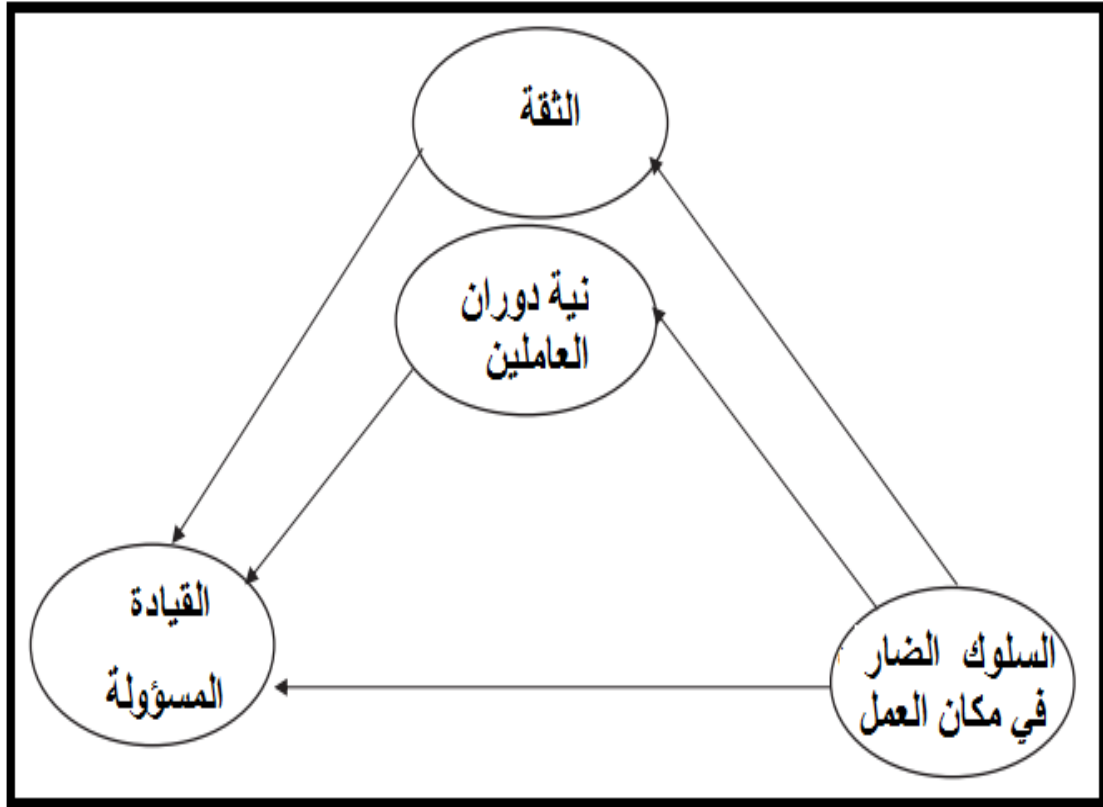 الثقة
نية دوران
العاملين
القيادة
المسؤولة
السلوك الضار
في مكان العمل